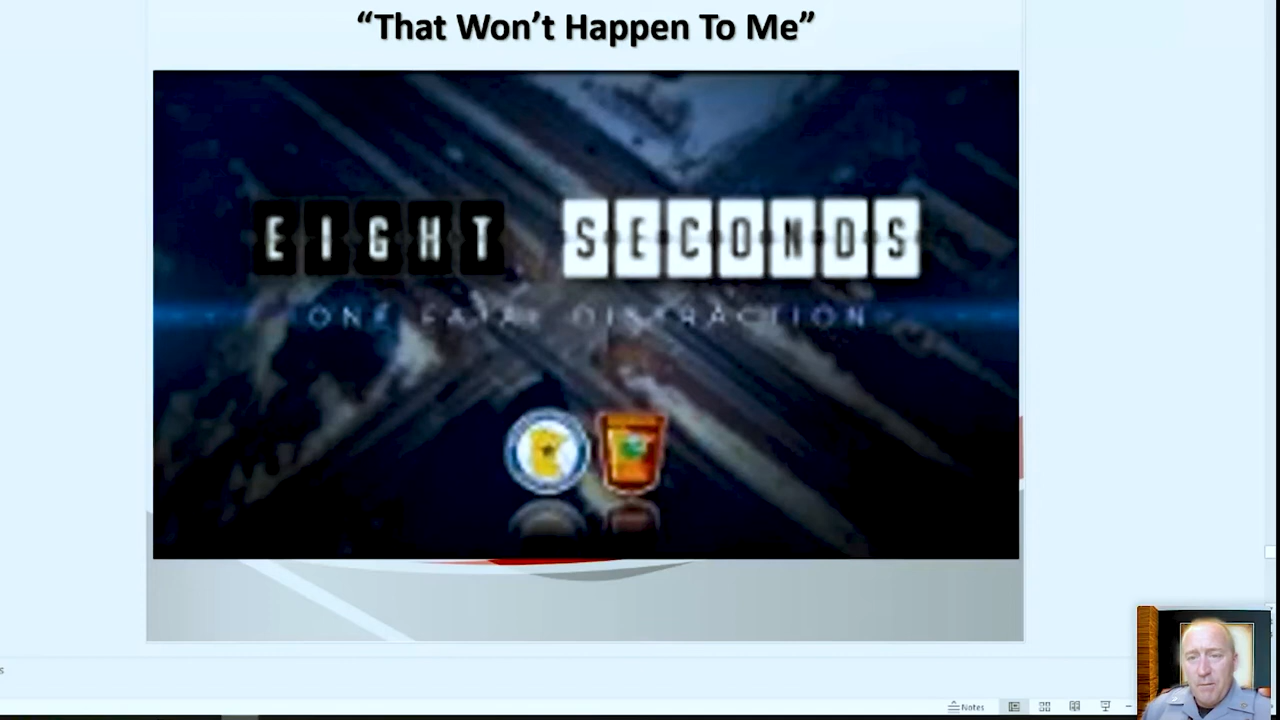 “That Won’t Happen To Me”
EIGHT SECONDS
ONE FATAL DISTRACTION
s
Notes